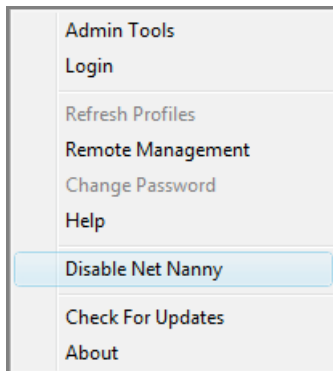 Admin Tools
Login
Refresh Profiles
Remote Management
Change Password
Help
Disable Net Nanny
Check For Updates
About